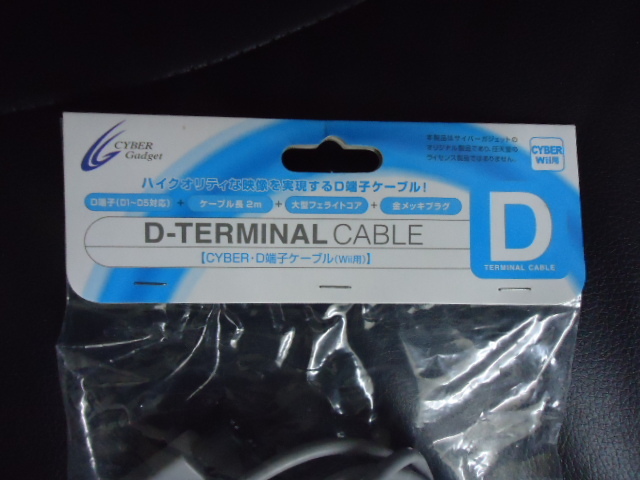 CYBER
Gadget
本製品はサイバーガジェットの
オリジナル製品であり、任天堂の
ライセンス製品ではありません。
CYBER
Wii用
ハイクオリティな映像を実現するD端子ケーブル!
D端子(D1~D5対応) + ケーブル長 2m + 大型フェライトコア + 金メッキプラグ
D-TERMINAL CABLE
【CYBER・D端子ケーブル(Wii用)】
D
TERMINAL CABLE